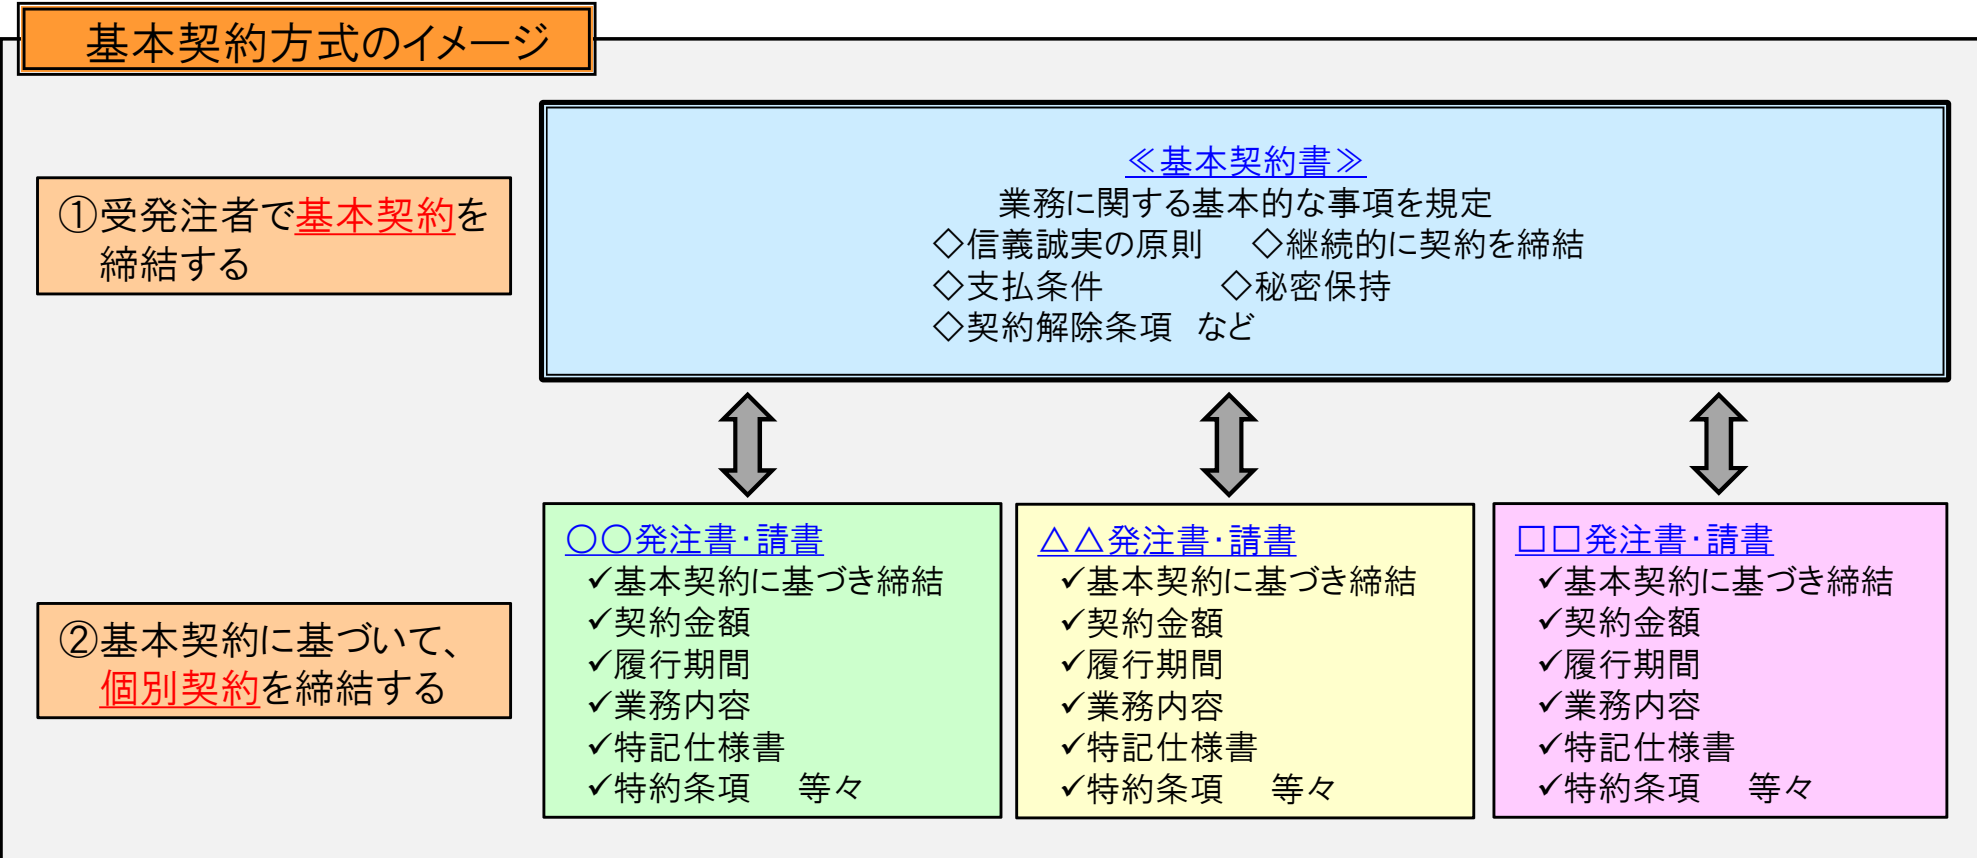 基本契約方式のイメージ
①受発注者で基本契約を
締結する
≪基本契約書≫
業務に関する基本的な事項を規定
◇信義誠実の原則 ◇継続的に契約を締結
◇支払条件 ◇秘密保持
◇契約解除条項 など
②基本契約に基づいて、
個別契約を締結する
○○発注書・請書
✓基本契約に基づき締結
✓契約金額
✓履行期間
✓業務内容
✓特記仕様書
✓特約条項 等々
△△発注書・請書
✓基本契約に基づき締結
✓契約金額
✓履行期間
✓業務内容
✓特記仕様書
✓特約条項 等々
□□発注書・請書
✓基本契約に基づき締結
✓契約金額
✓履行期間
✓業務内容
✓特記仕様書
✓特約条項 等々